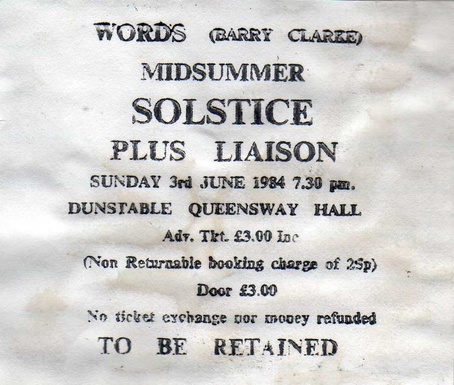 WORDS (BARRY CLARKE)
MIDSUMMER
SOLSTICE
PLUS LIAISON
SUNDAY 3rd JUNE 1984 7.30 pm.
DUNSTABLE QUEENSWAY HALL
Adv. Tkt. £3.00 Inc
(Non Returnable booking charge of 25p)
Door £3.00
No ticket exchange nor money refunded
TO BE RETAINED